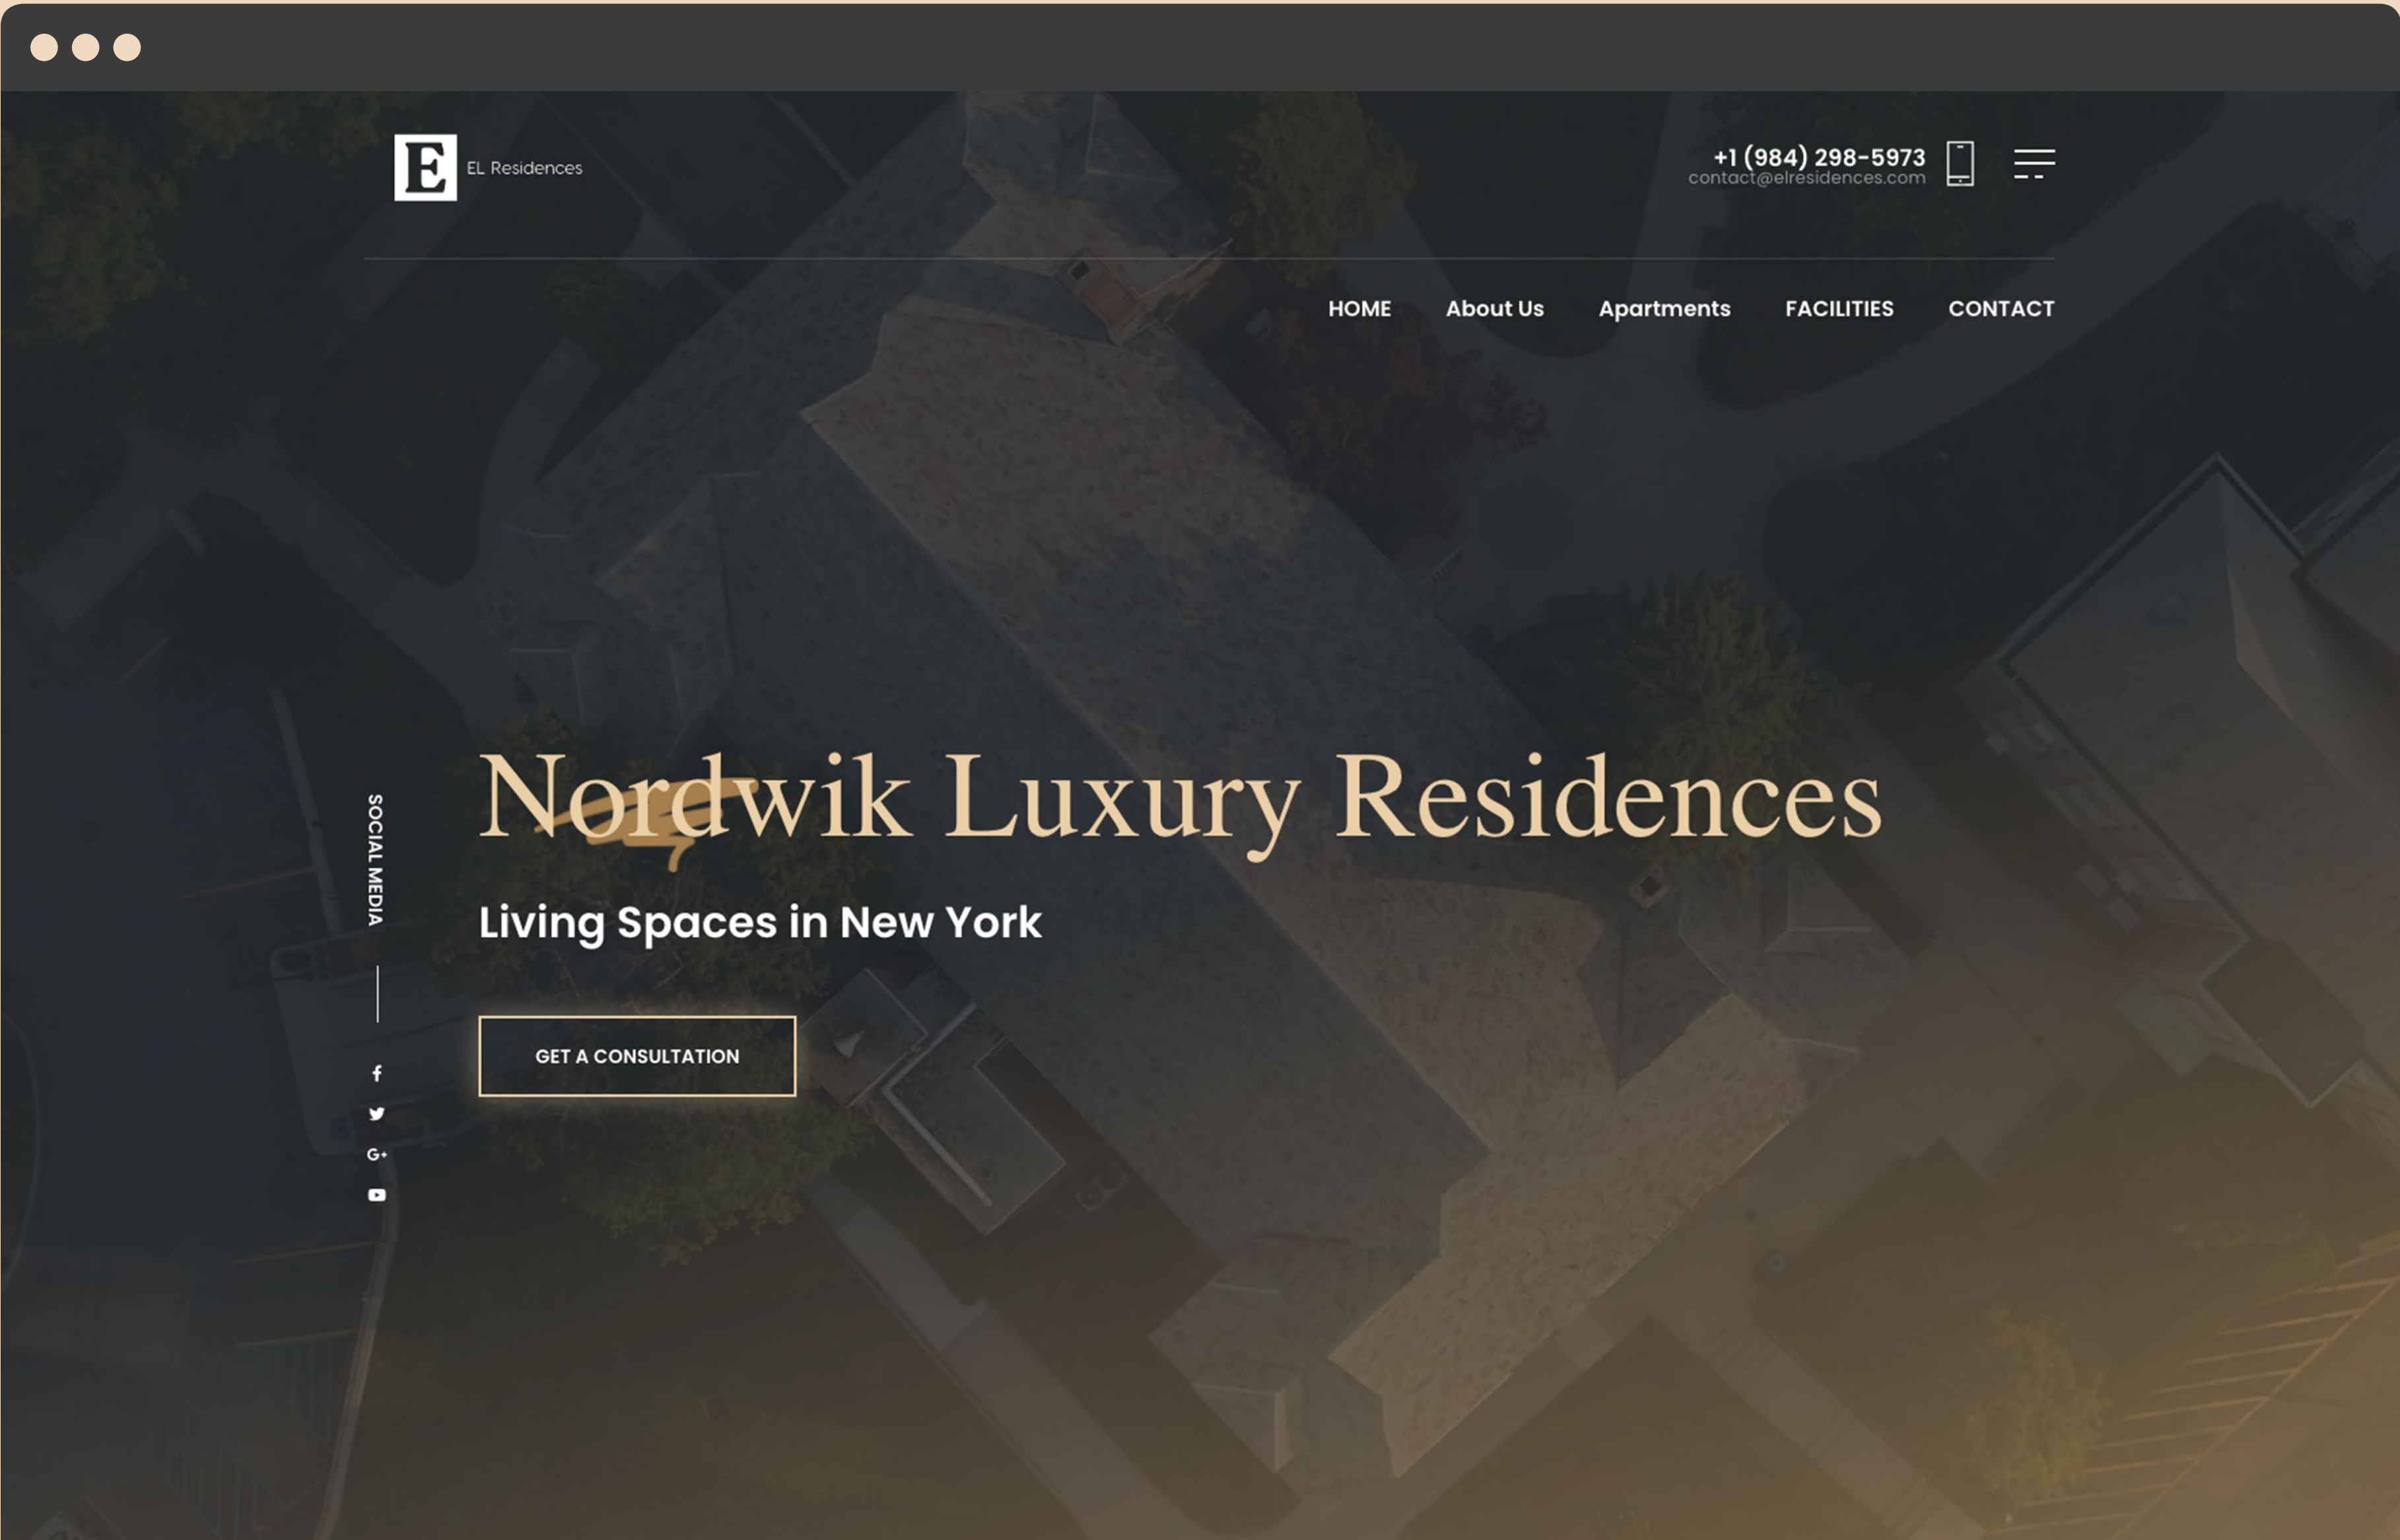 E
EL Residences
+1 (984) 298-5973
contact@elresidences.com
HOME About Us Apartments FACILITIES CONTACT
Nordwik Luxury Residences
Living Spaces in New York
GET A CONSULTATION
SOCIAL MEDIA
G+